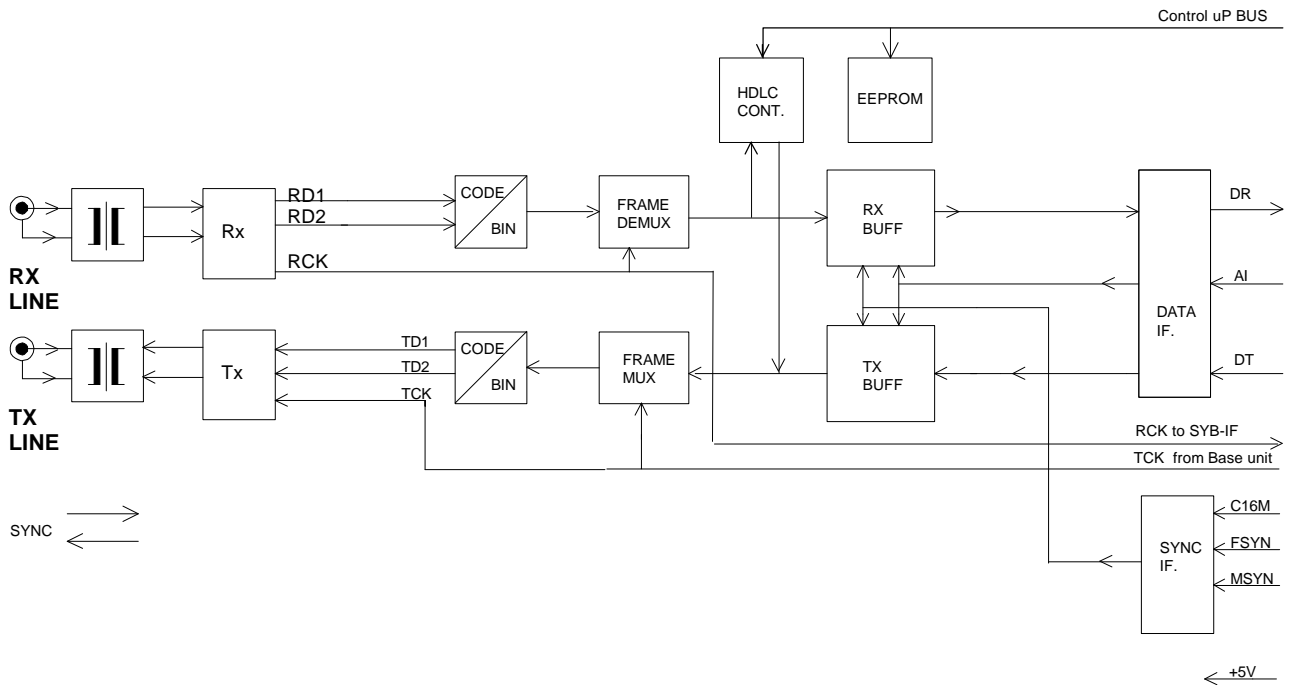 Control uP BUS
HDLC
CONT.
EEPROM
RD1
RD2
RCK
Rx
CODE
BIN
FRAME
DEMUX
RX
BUFF
DR
AI
DT
DATA
IF.
RX
LINE
TD1
TD2
TCK
Tx
CODE
BIN
FRAME
MUX
TX
BUFF
TX
LINE
RCK to SYB-IF
TCK from Base unit
SYNC
C16M
FSYN
MSYN
SYNC
IF.
+5V